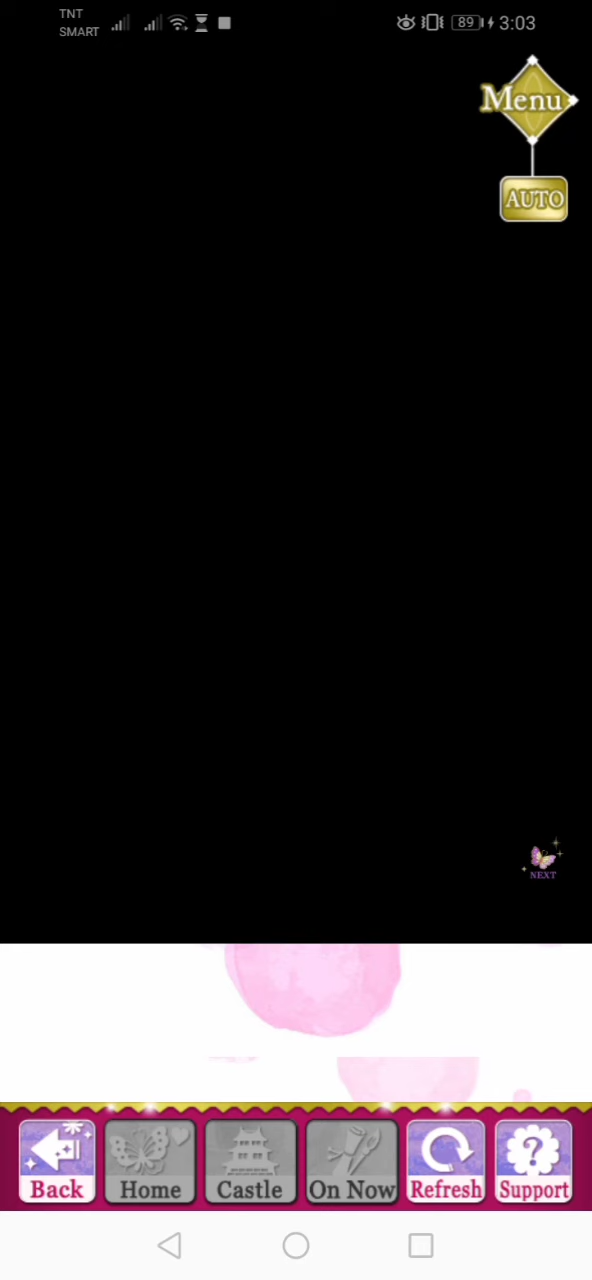 TNT
SMART
89
3:03
Menu
AUTO
NEXT
Back
Home
Castle
On Now
Refresh
Support